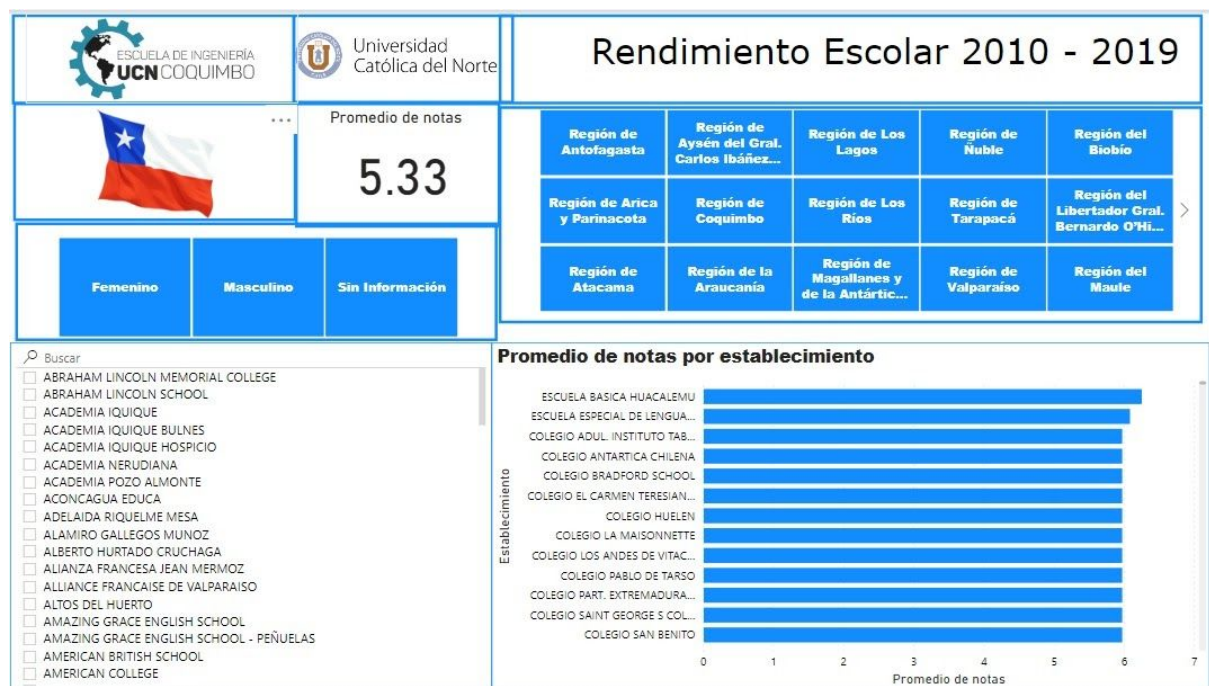 ESCUELA DE INGENIERÍA
UCN COQUIMBO
Universidad
Católica del Norte
Rendimiento Escolar 2010 - 2019
Promedio de notas
5.33
Región de
Antofagasta
Región de
Aysén del Gral.
Carlos Ibáñez...
Región de Los
Lagos
Región de
Ñuble
Región del
Biobío
Región de Arica
y Parinacota
Región de
Coquimbo
Región de Los
Ríos
Región de
Tarapacá
Región del
Libertador Gral.
Bernardo O'Hi...
Región de
Atacama
Región de la
Araucanía
Región de
Magallanes y
de la Antártic...
Región de
Valparaíso
Región del
Maule
Femenino
Masculino
Sin Información
Buscar
ABRAHAM LINCOLN MEMORIAL COLLEGE
ABRAHAM LINCOLN SCHOOL
ACADEMIA IQUIQUE
ACADEMIA IQUIQUE BULNES
ACADEMIA IQUIQUE HOSPICIO
ACADEMIA NERUDIANA
ACADEMIA POZO ALMONTE
ACONCAGUA EDUCA
ADELAIDA RIQUELME MESA
ALAMIRO GALLEGOS MUNOZ
ALBERTO HURTADO CRUCHAGA
ALIANZA FRANCESA JEAN MERMOZ
ALLIANCE FRANCAISE DE VALPARAISO
ALTOS DEL HUERTO
AMAZING GRACE ENGLISH SCHOOL
AMAZING GRACE ENGLISH SCHOOL - PEÑUELAS
AMERICAN BRITISH SCHOOL
AMERICAN COLLEGE
Promedio de notas por establecimiento
Establecimiento
ESCUELA BASICA HUACALEMU
ESCUELA ESPECIAL DE LENGUA...
COLEGIO ADUL. INSTITUTO TAB...
COLEGIO ANTARTICA CHILENA
COLEGIO BRADFORD SCHOOL
COLEGIO EL CARMEN TERESIAN...
COLEGIO HUELEN
COLEGIO LA MAISONNETTE
COLEGIO LOS ANDES DE VITAC...
COLEGIO PABLO DE TARSO
COLEGIO PART. EXTREMADURA...
COLEGIO SAINT GEORGE S COL...
COLEGIO SAN BENITO
0 1 2 3 4 5 6 7
Promedio de notas